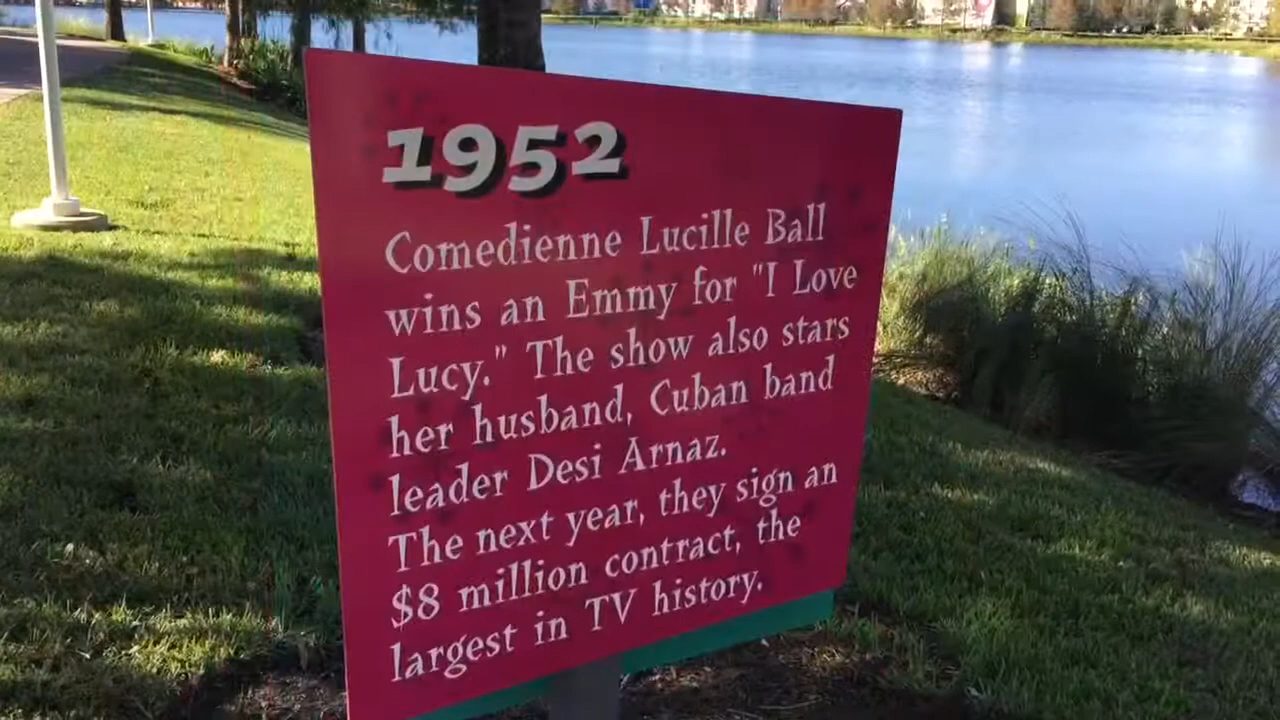 1952
Comedienne Lucille Ball
wins an Emmy for "I Love
Lucy." The show also stars
her husband, Cuban band
leader Desi Arnaz.
The next year, they sign an
$8 million contract, the
largest in TV history.